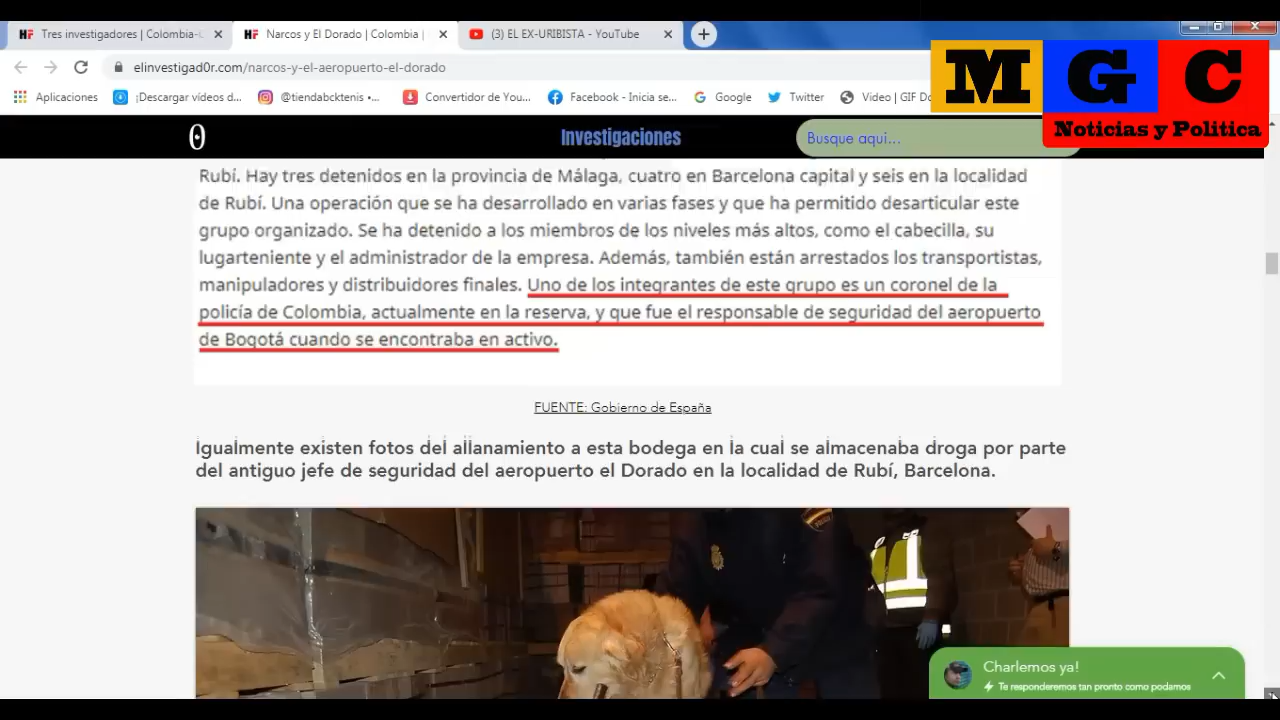 Tres investigadores | Colombia-
Narcos y El Dorado | Colombia |
K-URIBISTA - YouTube
elinvestigad0r.com/narcos-y-el-aeropuerto-el-dorado
Aplicaciones
¡Descargar vídeos d...
@tiendabcktenis •...
Convertidor de You...
Facebook - Inicia se...
Google
Twitter
Video | GIF Do
M G C
Noticias y Politica
0
Investigaciones
Busque aqui...
Rubí. Hay tres detenidos en la provincia de Málaga, cuatro en Barcelona capital y seis en la localidad
de Rubí. Una operación que se ha desarrollado en varias fases y que ha permitido desarticular este
grupo organizado. Se ha detenido a los miembros de los niveles más altos, como el cabecilla, su
lugarteniente y el administrador de la empresa. Además, también están arrestados los transportistas,
manipuladores y distribuidores finales. Uno de los integrantes de este grupo es un coronel de la
policía de Colombia, actualmente en la reserva, y que fue el responsable de seguridad del aeropuerto
de Bogotá cuando se encontraba en activo.
FUENTE: Gobierno de España
Igualmente existen fotos del allanamiento a esta bodega en la cual se almacenaba droga por parte
del antiguo jefe de seguridad del aeropuerto el Dorado en la localidad de Rubí, Barcelona.
Charlemos ya!
Te responderemos tan pronto como podamos